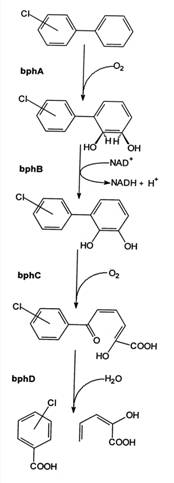 Cl
bphA
O₂
Cl
HO H H OH
bphB
NAD⁺
NADH + H⁺
Cl
HO OH
bphC
O₂
Cl
O
HO COOH
bphD
H₂O
Cl
OH
COOH
COOH